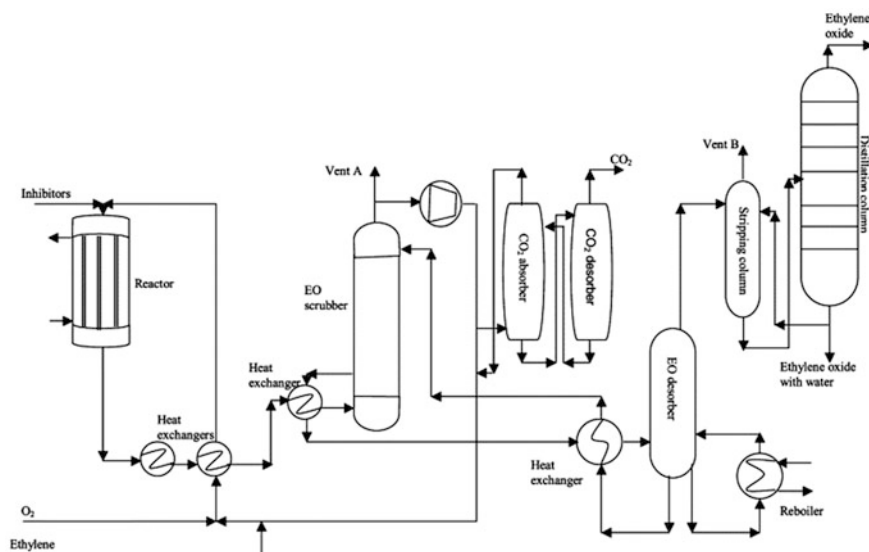 Ethylene
oxide
Distillation column
Vent B
CO₂
Vent A
Inhibitors
Stripping column
CO₂ absorber
CO₂ desorber
Reactor
EO
scrubber
Heat
exchanger
EO desorber
Ethylene oxide
with water
Heat
exchangers
Heat
exchanger
Reboiler
O₂
Ethylene